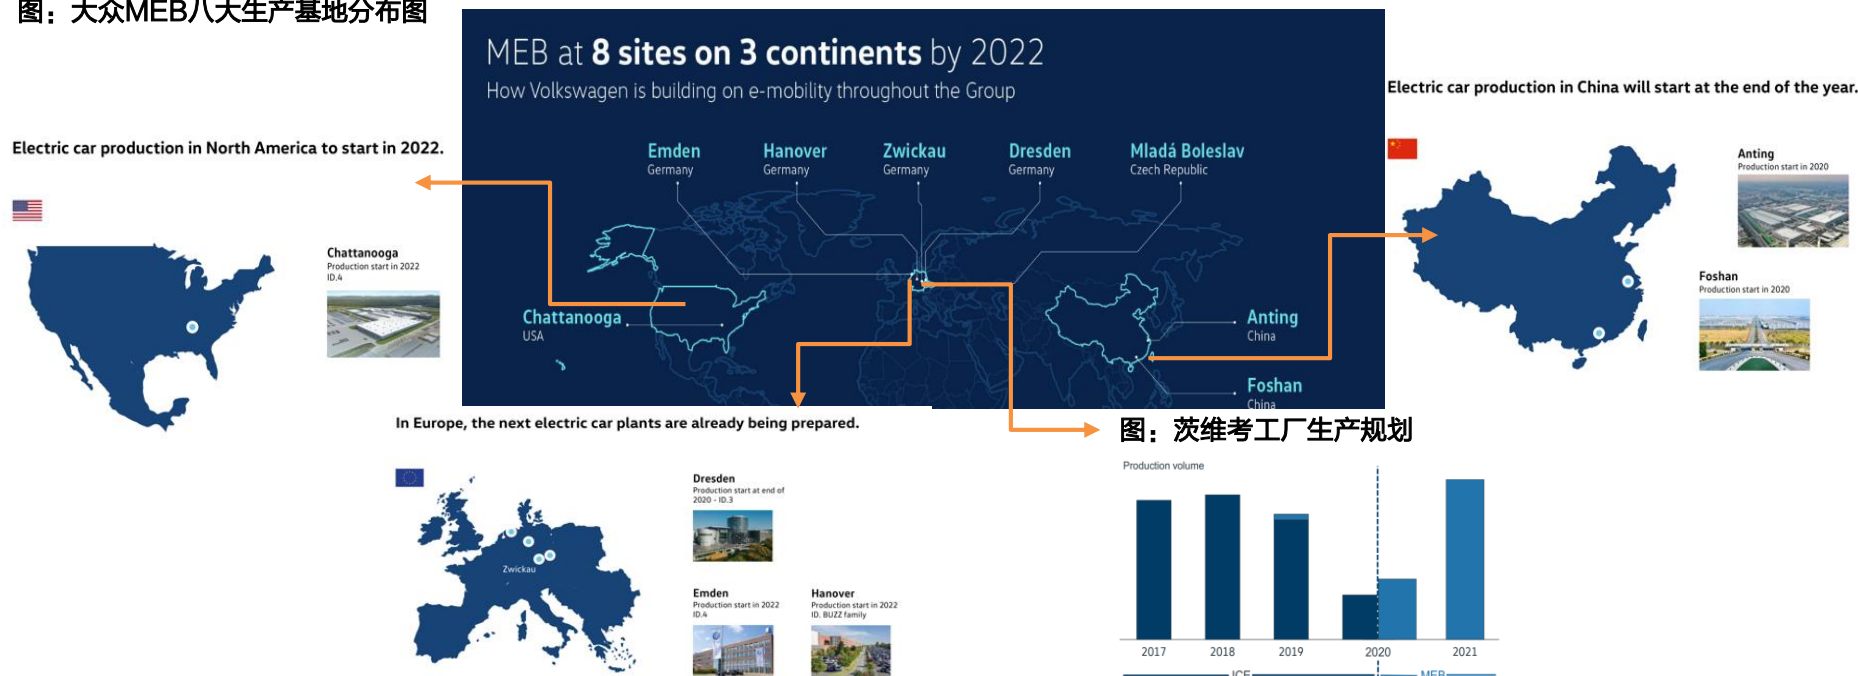 图：大众MEB八大生产基地分布图
MEB at 8 sites on 3 continents by 2022
How Volkswagen is building on e-mobility throughout the Group
Emden
Germany
Hanover
Germany
Zwickau
Germany
Dresden
Germany
Mladá Boleslav
Czech Republic
Chattanooga
USA
Anting
China
Foshan
China
Electric car production in North America to start in 2022.
Chattanooga
Production start in 2022
ID.4
Electric car production in China will start at the end of the year.
Anting
Production start in 2020
Foshan
Production start in 2020
In Europe, the next electric car plants are already being prepared.
Zwickau
Dresden
Production start at end of
2020 - ID.3
Emden
Production start in 2022
ID.4
Hanover
Production start in 2022
ID. BUZZ family
图：茨维考工厂生产规划
Production volume
2017
2018
2019
2020
2021
ICE
MEB